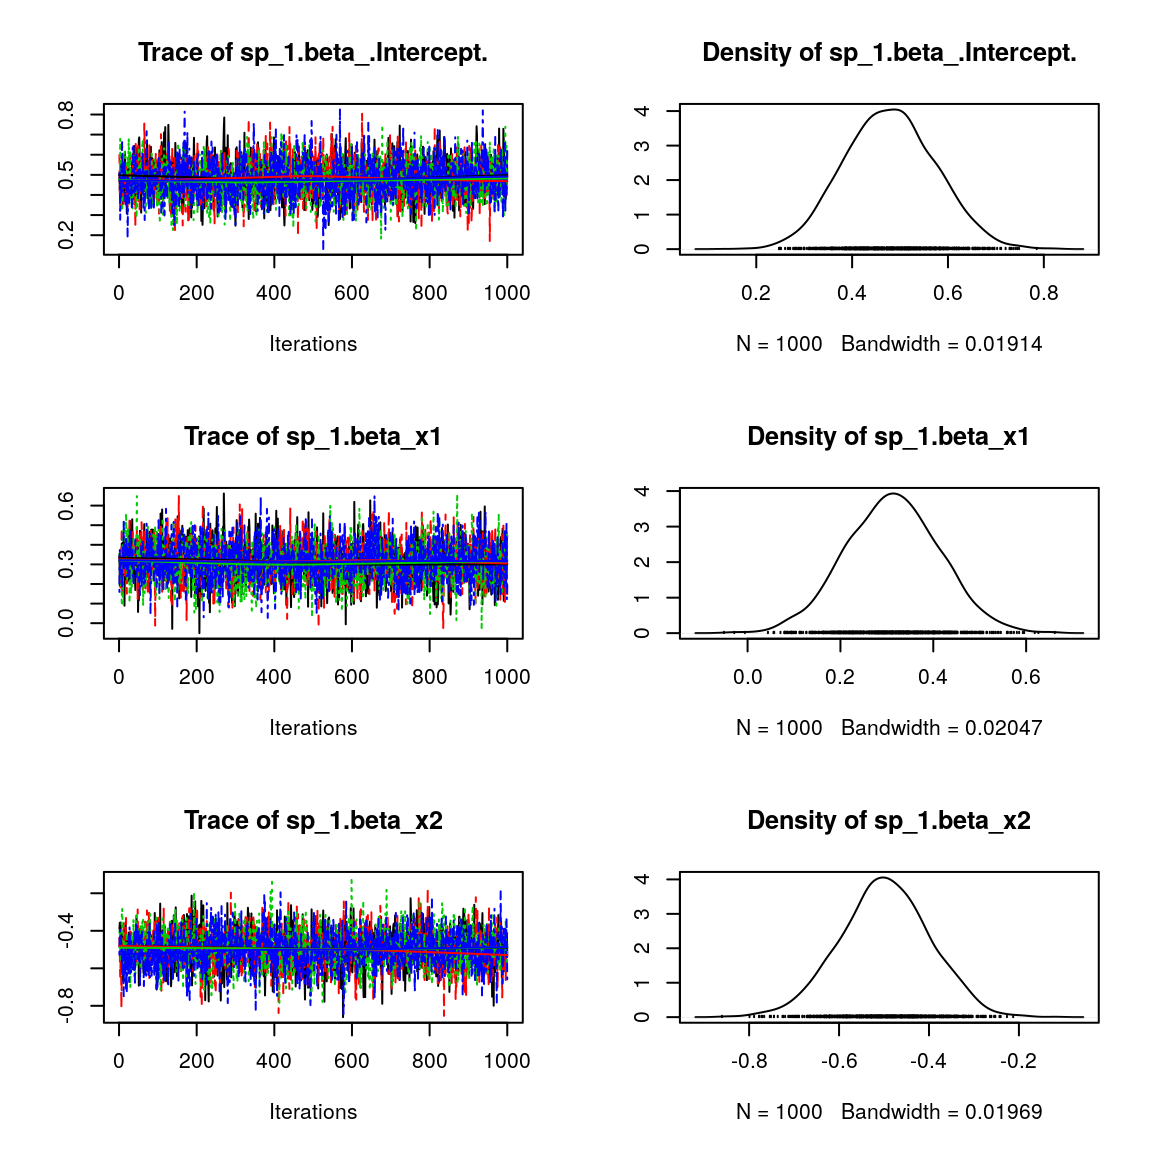 Trace of sp_1.beta_.Intercept.
0.8
0.5
0.2
0 200 400 600 800 1000
Iterations
Density of sp_1.beta_.Intercept.
4
3
2
1
0
0.2 0.4 0.6 0.8
N = 1000 Bandwidth = 0.01914
Trace of sp_1.beta_x1
0.6
0.3
0.0
0 200 400 600 800 1000
Iterations
Density of sp_1.beta_x1
4
3
2
1
0
0.0 0.2 0.4 0.6
N = 1000 Bandwidth = 0.02047
Trace of sp_1.beta_x2
-0.4
-0.8
0 200 400 600 800 1000
Iterations
Density of sp_1.beta_x2
4
3
2
1
0
-0.8 -0.6 -0.4 -0.2
N = 1000 Bandwidth = 0.01969